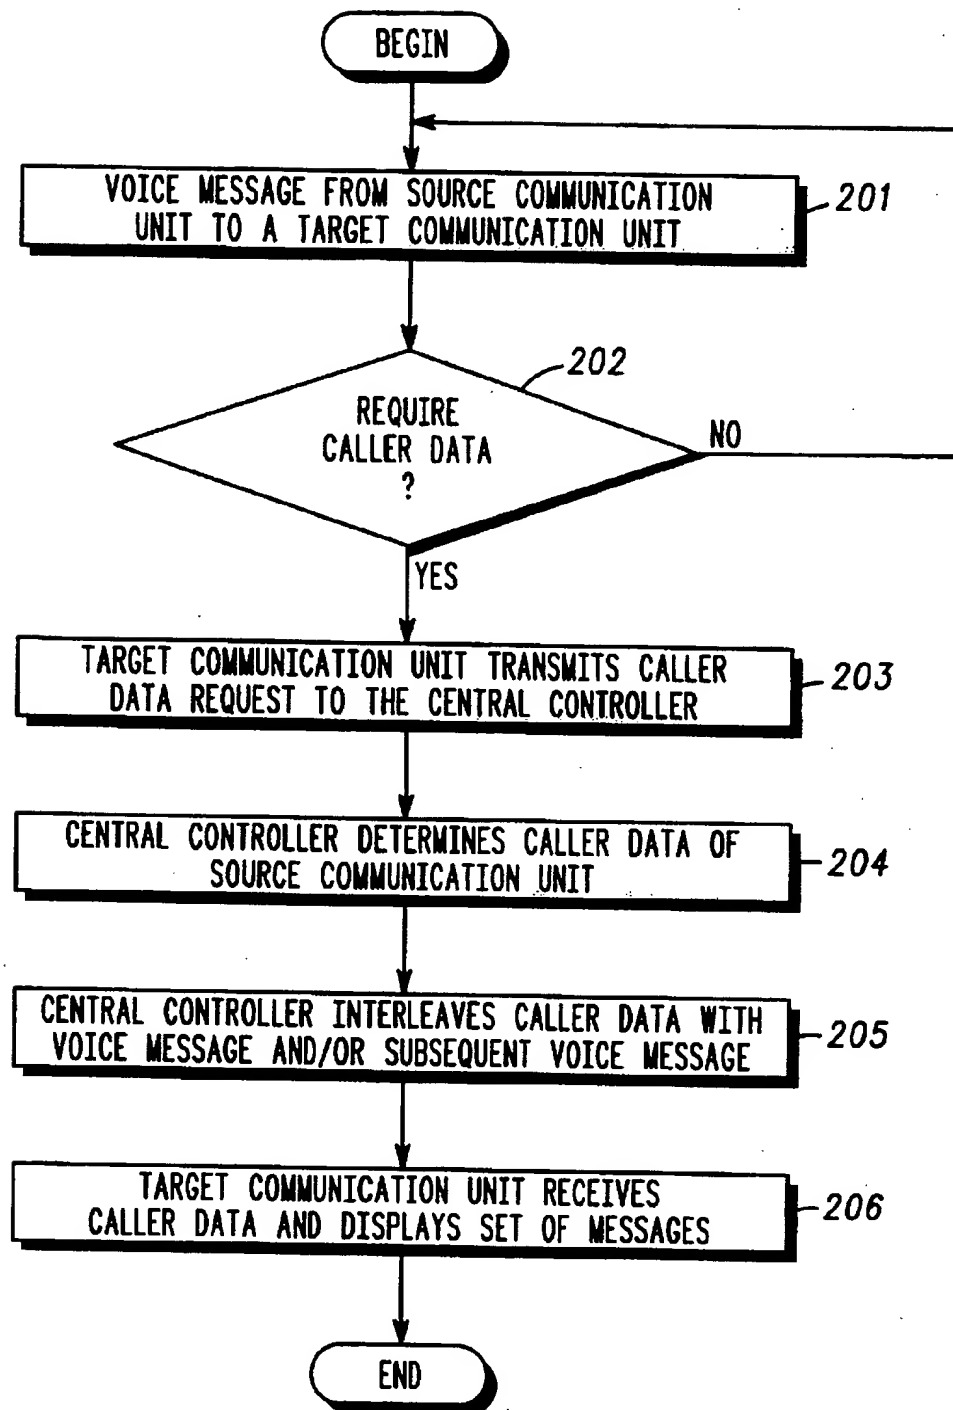 BEGIN
VOICE MESSAGE FROM SOURCE COMMUNICATION
UNIT TO A TARGET COMMUNICATION UNIT
201
202
REQUIRE
CALLER DATA
?
NO
YES
TARGET COMMUNICATION UNIT TRANSMITS CALLER
DATA REQUEST TO THE CENTRAL CONTROLLER
203
CENTRAL CONTROLLER DETERMINES CALLER DATA OF
SOURCE COMMUNICATION UNIT
204
CENTRAL CONTROLLER INTERLEAVES CALLER DATA WITH
VOICE MESSAGE AND/OR SUBSEQUENT VOICE MESSAGE
205
TARGET COMMUNICATION UNIT RECEIVES
CALLER DATA AND DISPLAYS SET OF MESSAGES
206
END